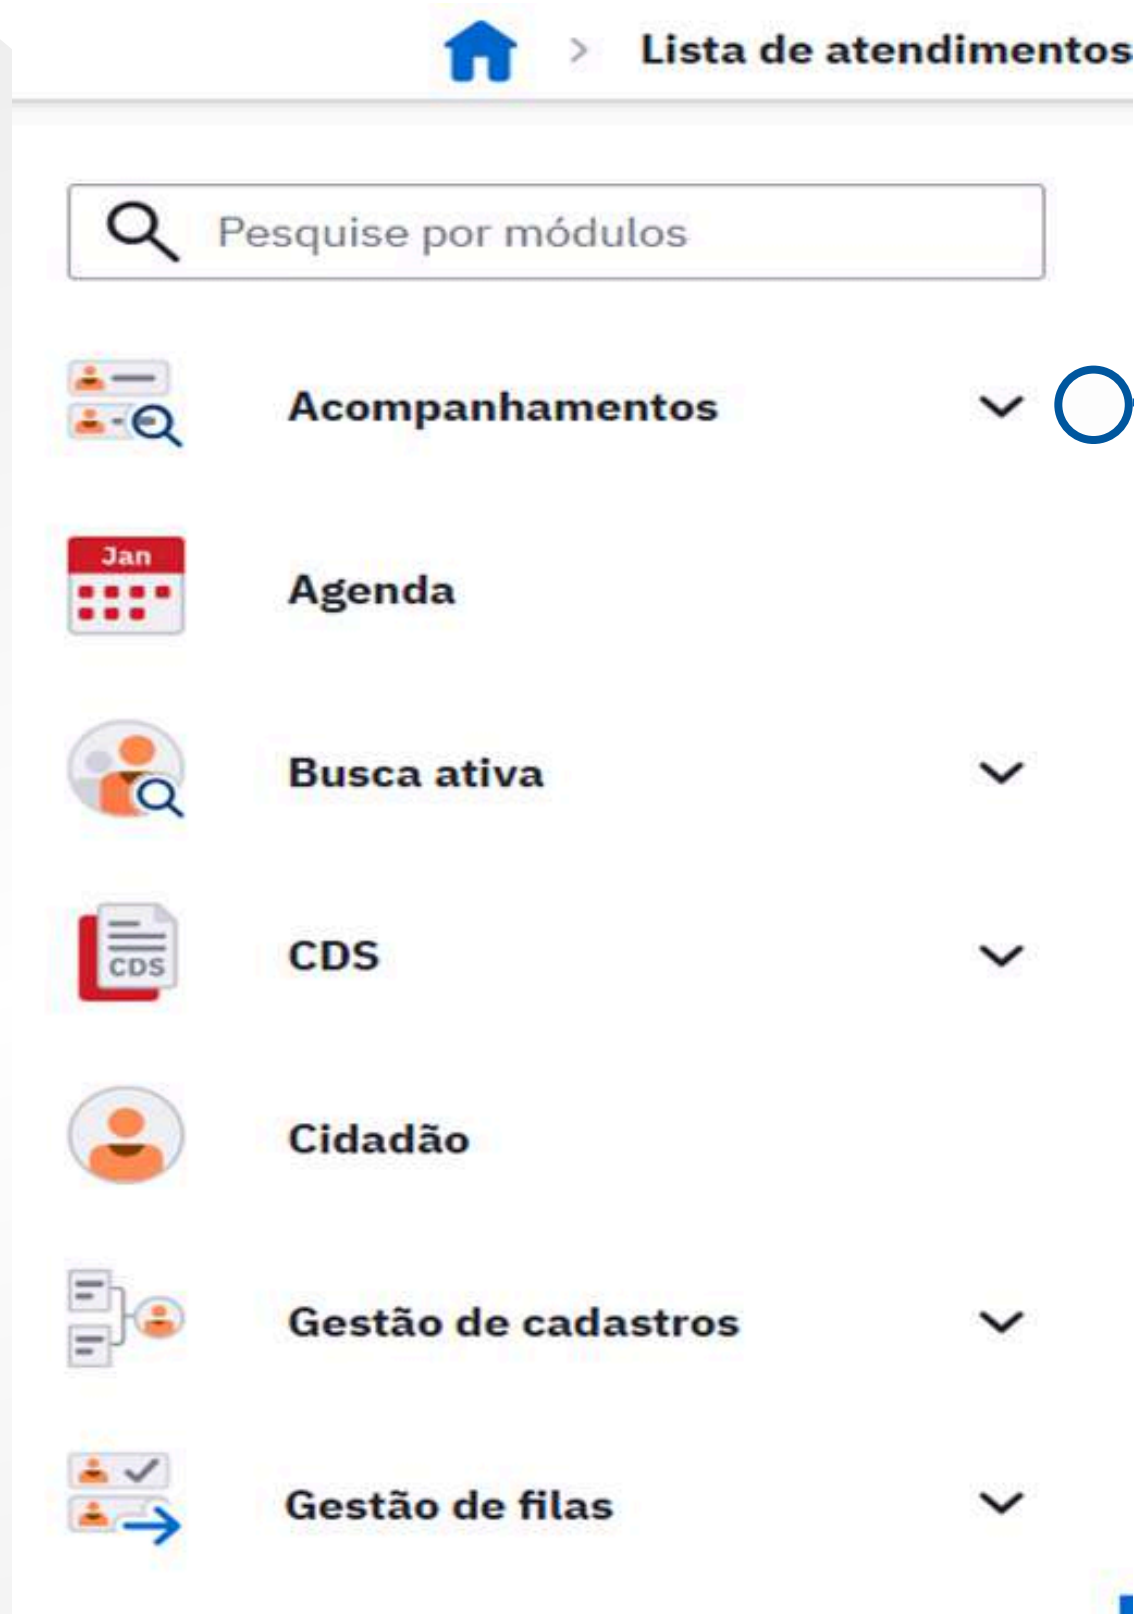 Lista de atendimentos
Pesquise por módulos
Acompanhamentos
Jan
Agenda
Busca ativa
CDS
CDS
Cidadão
Gestão de cadastros
Gestão de filas